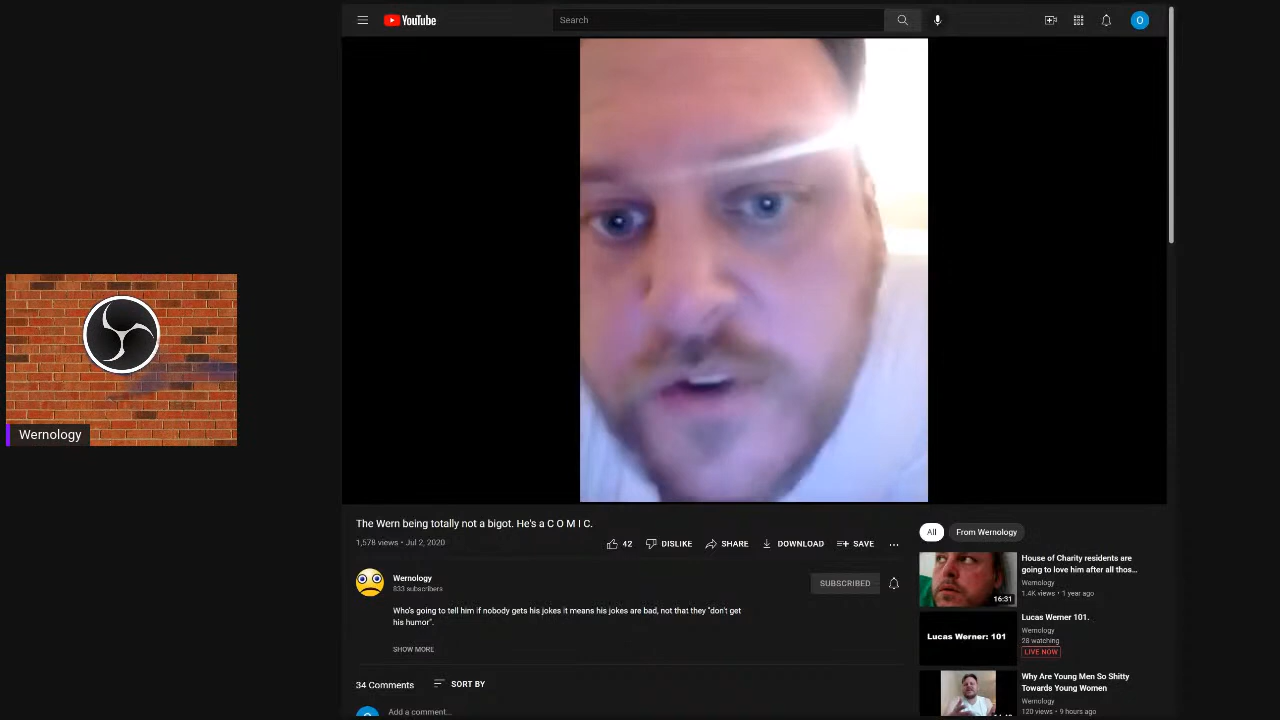 YouTube
Search
O
Wernology
The Wern being totally not a bigot. He's a C O M I C.
1,578 views • Jul 2, 2020
42
DISLIKE
SHARE
DOWNLOAD
SAVE
Wernology
833 subscribers
SUBSCRIBED
Who's going to tell him if nobody gets his jokes it means his jokes are bad, not that they "don't get
his humor".
SHOW MORE
34 Comments
SORT BY
Add a comment...
All
From Wernology
16:31
House of Charity residents are
going to love him after all thos...
Wernology
1.4K views • 1 year ago
Lucas Werner: 101
Lucas Werner 101.
Wernology
28 watching
LIVE NOW
Why Are Young Men So Shitty
Towards Young Women
Wernology
120 views • 9 hours ago